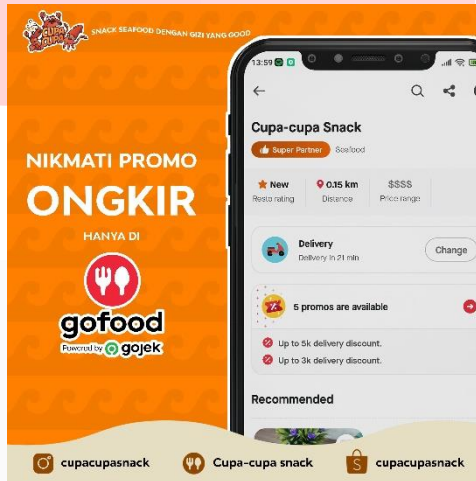 CUPA
CUPA
SNACK SEAFOOD DENGAN GIZI YANG GOOD
NIKMATI PROMO
ONGKIR
HANYA DI
gofood
Powered by gojek
13:59
Cupa-cupa Snack
Super Partner Seafood
New 0.15 km $$$$
Resto rating Distance Price range
Delivery
Delivery in 21 min
Change
5 promos are available
Up to 5k delivery discount.
Up to 3k delivery discount.
Recommended
cupacupasnack Cupa-cupa snack cupacupasnack